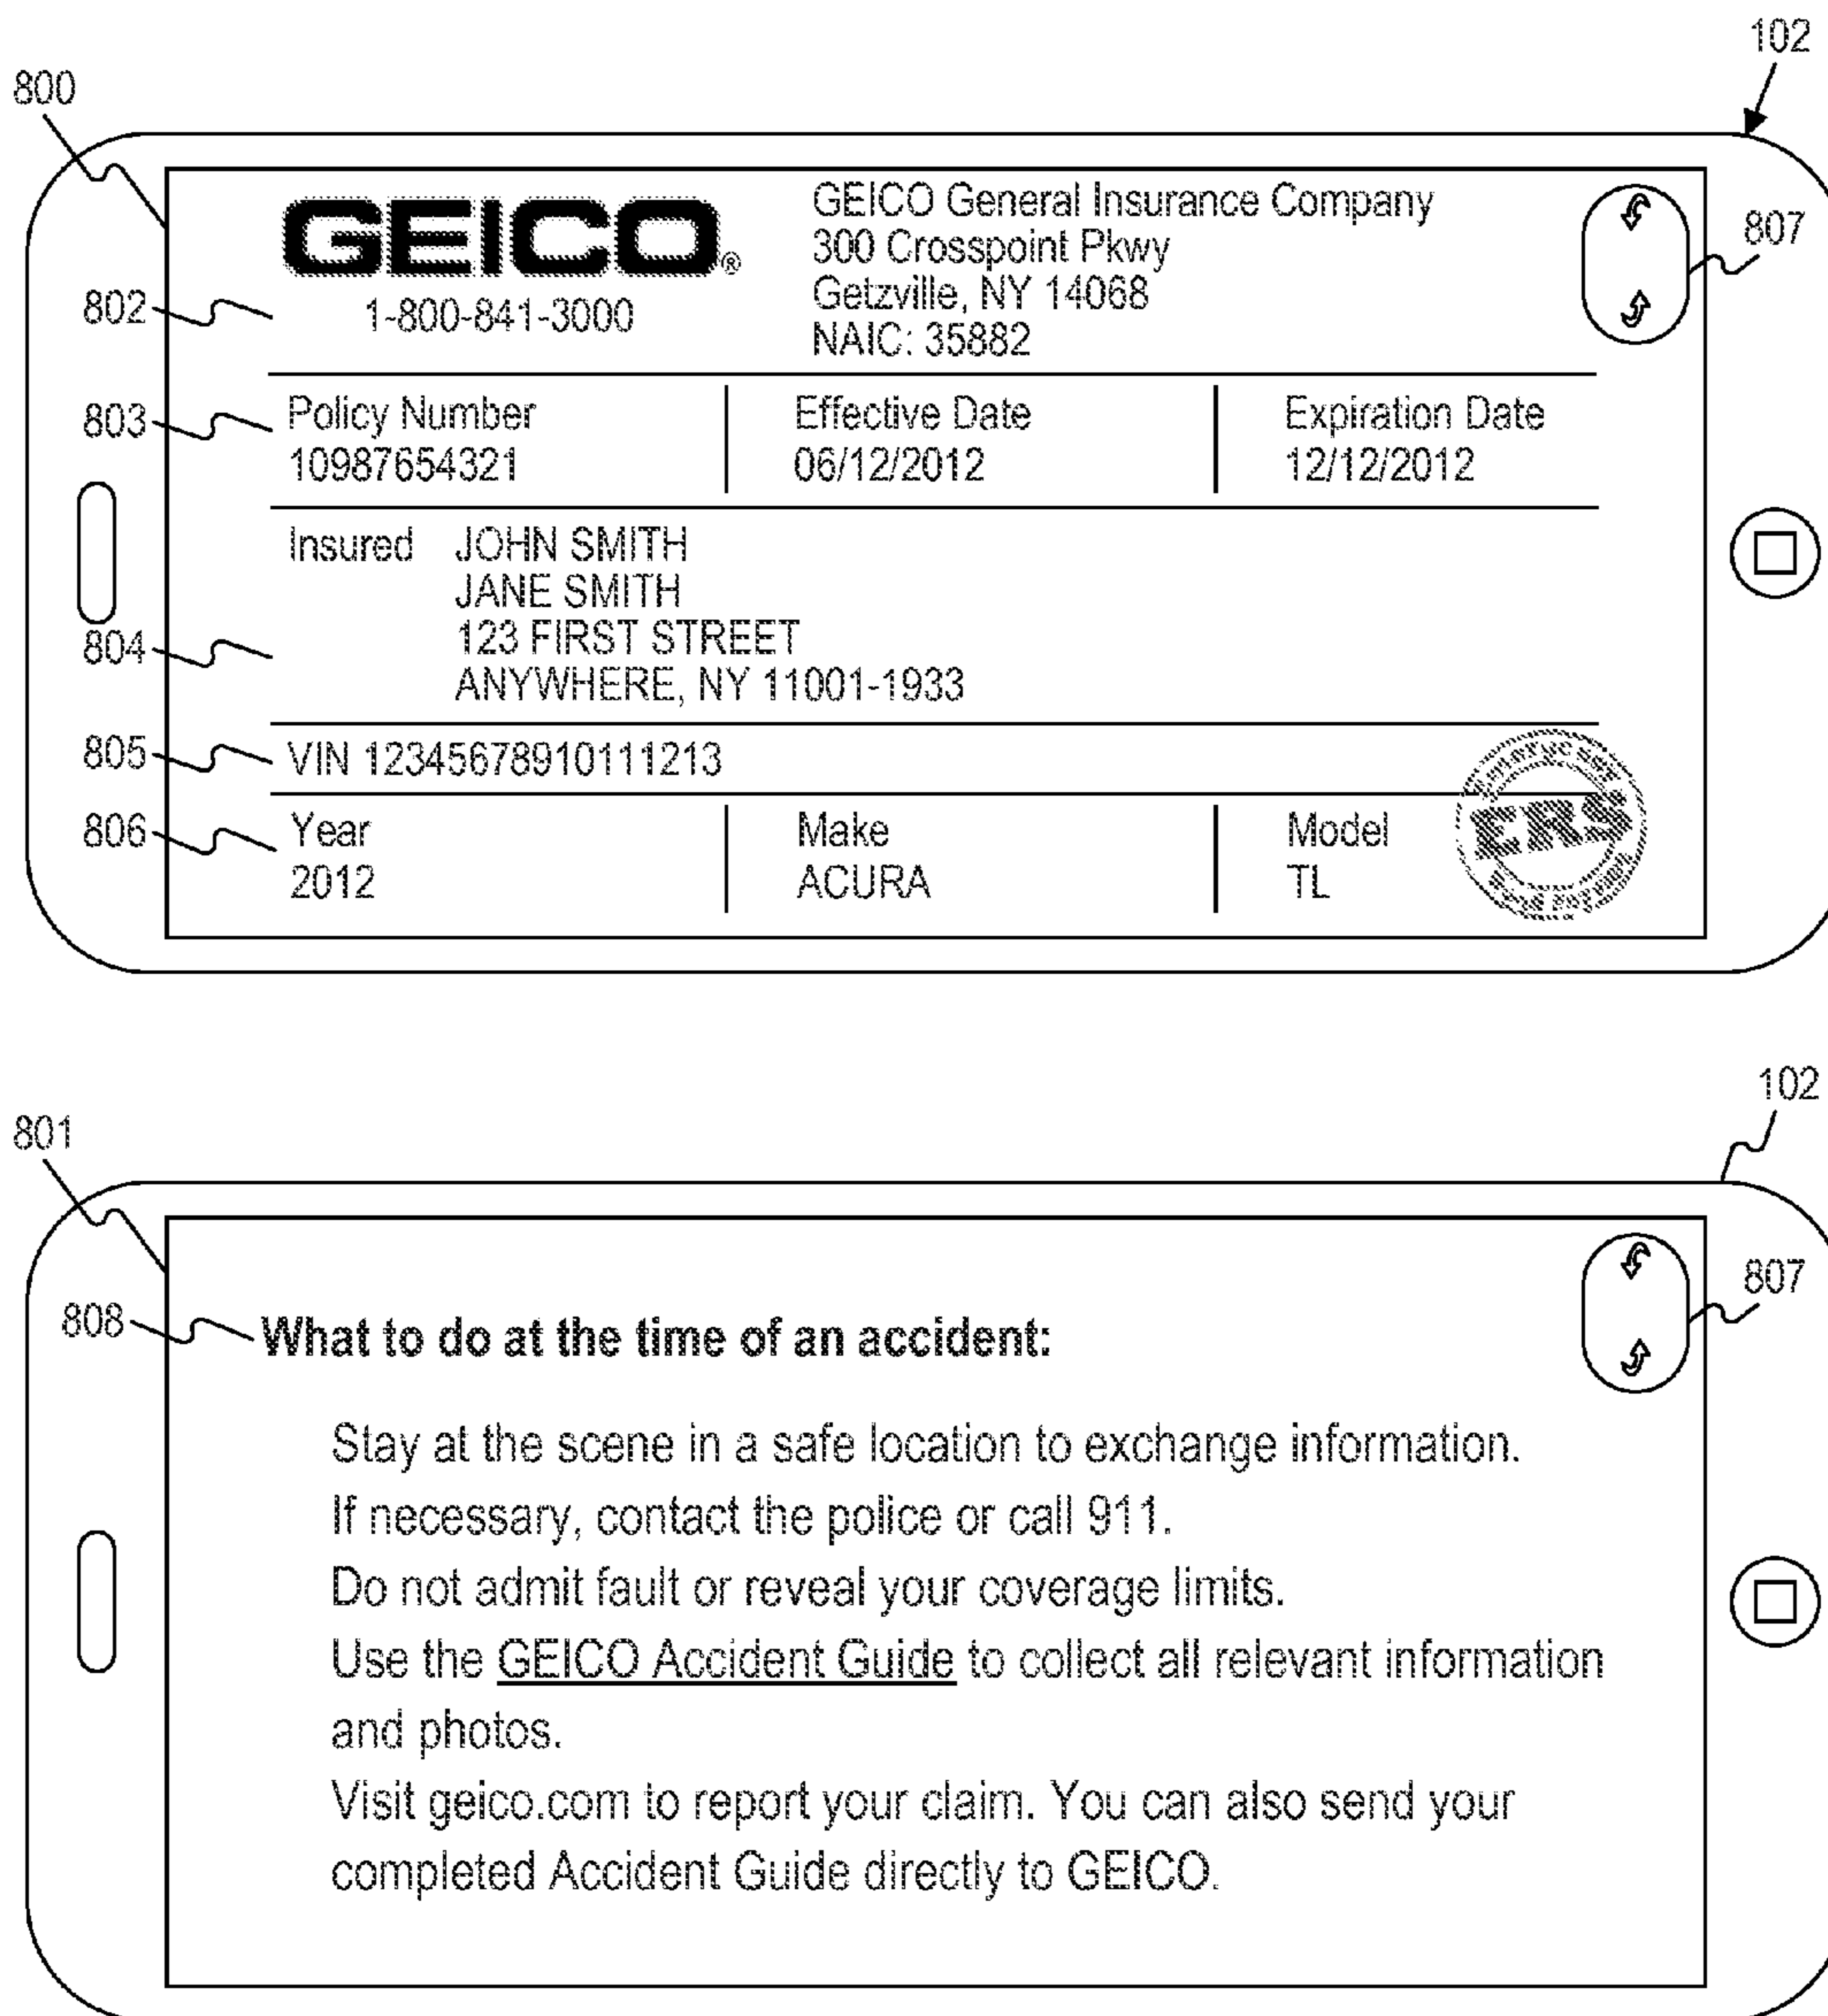 102
800
GEICO®
1-800-841-3000
GEICO General Insurance Company
300 Crosspoint Pkwy
Getzville, NY 14068
NAIC: 35882
807
802
803
Policy Number
10987654321
Effective Date
06/12/2012
Expiration Date
12/12/2012
Insured JOHN SMITH
JANE SMITH
123 FIRST STREET
ANYWHERE, NY 11001-1933
804
805
VIN 12345678910111213
806
Year
2012
Make
ACURA
Model
TL
ERS
102
801
807
808
What to do at the time of an accident:
Stay at the scene in a safe location to exchange information.
If necessary, contact the police or call 911.
Do not admit fault or reveal your coverage limits.
Use the GEICO Accident Guide to collect all relevant information
and photos.
Visit geico.com to report your claim. You can also send your
completed Accident Guide directly to GEICO.